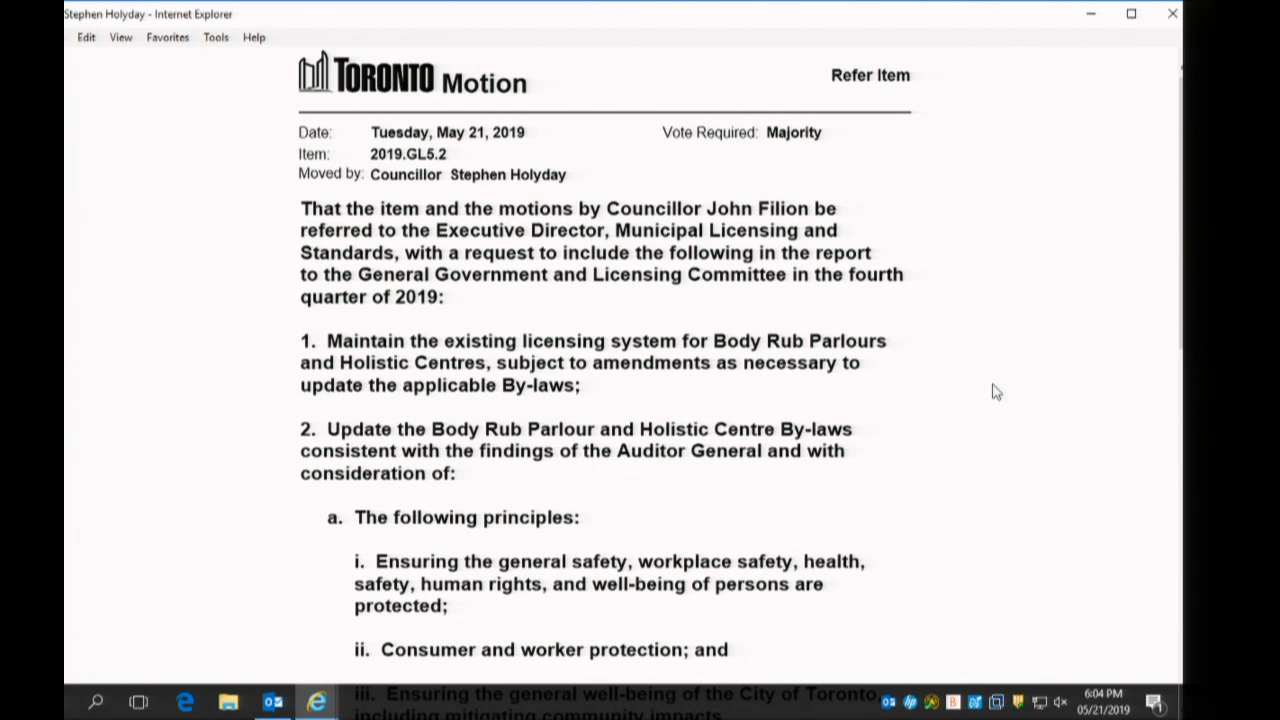 Stephen Holyday - Internet Explorer
Edit View Favorites Tools Help
TORONTO Motion
Refer Item
Date: Tuesday, May 21, 2019 Vote Required: Majority
Item: 2019.GL5.2
Moved by: Councillor Stephen Holyday
That the item and the motions by Councillor John Filion be
referred to the Executive Director, Municipal Licensing and
Standards, with a request to include the following in the report
to the General Government and Licensing Committee in the fourth
quarter of 2019:
1. Maintain the existing licensing system for Body Rub Parlours
and Holistic Centres, subject to amendments as necessary to
update the applicable By-laws;
2. Update the Body Rub Parlour and Holistic Centre By-laws
consistent with the findings of the Auditor General and with
consideration of:
a. The following principles:
i. Ensuring the general safety, workplace safety, health,
safety, human rights, and well-being of persons are
protected;
ii. Consumer and worker protection; and
iii. Ensuring the general well-being of the City of Toronto,
including mitigating community impacts
6:04 PM
05/21/2019